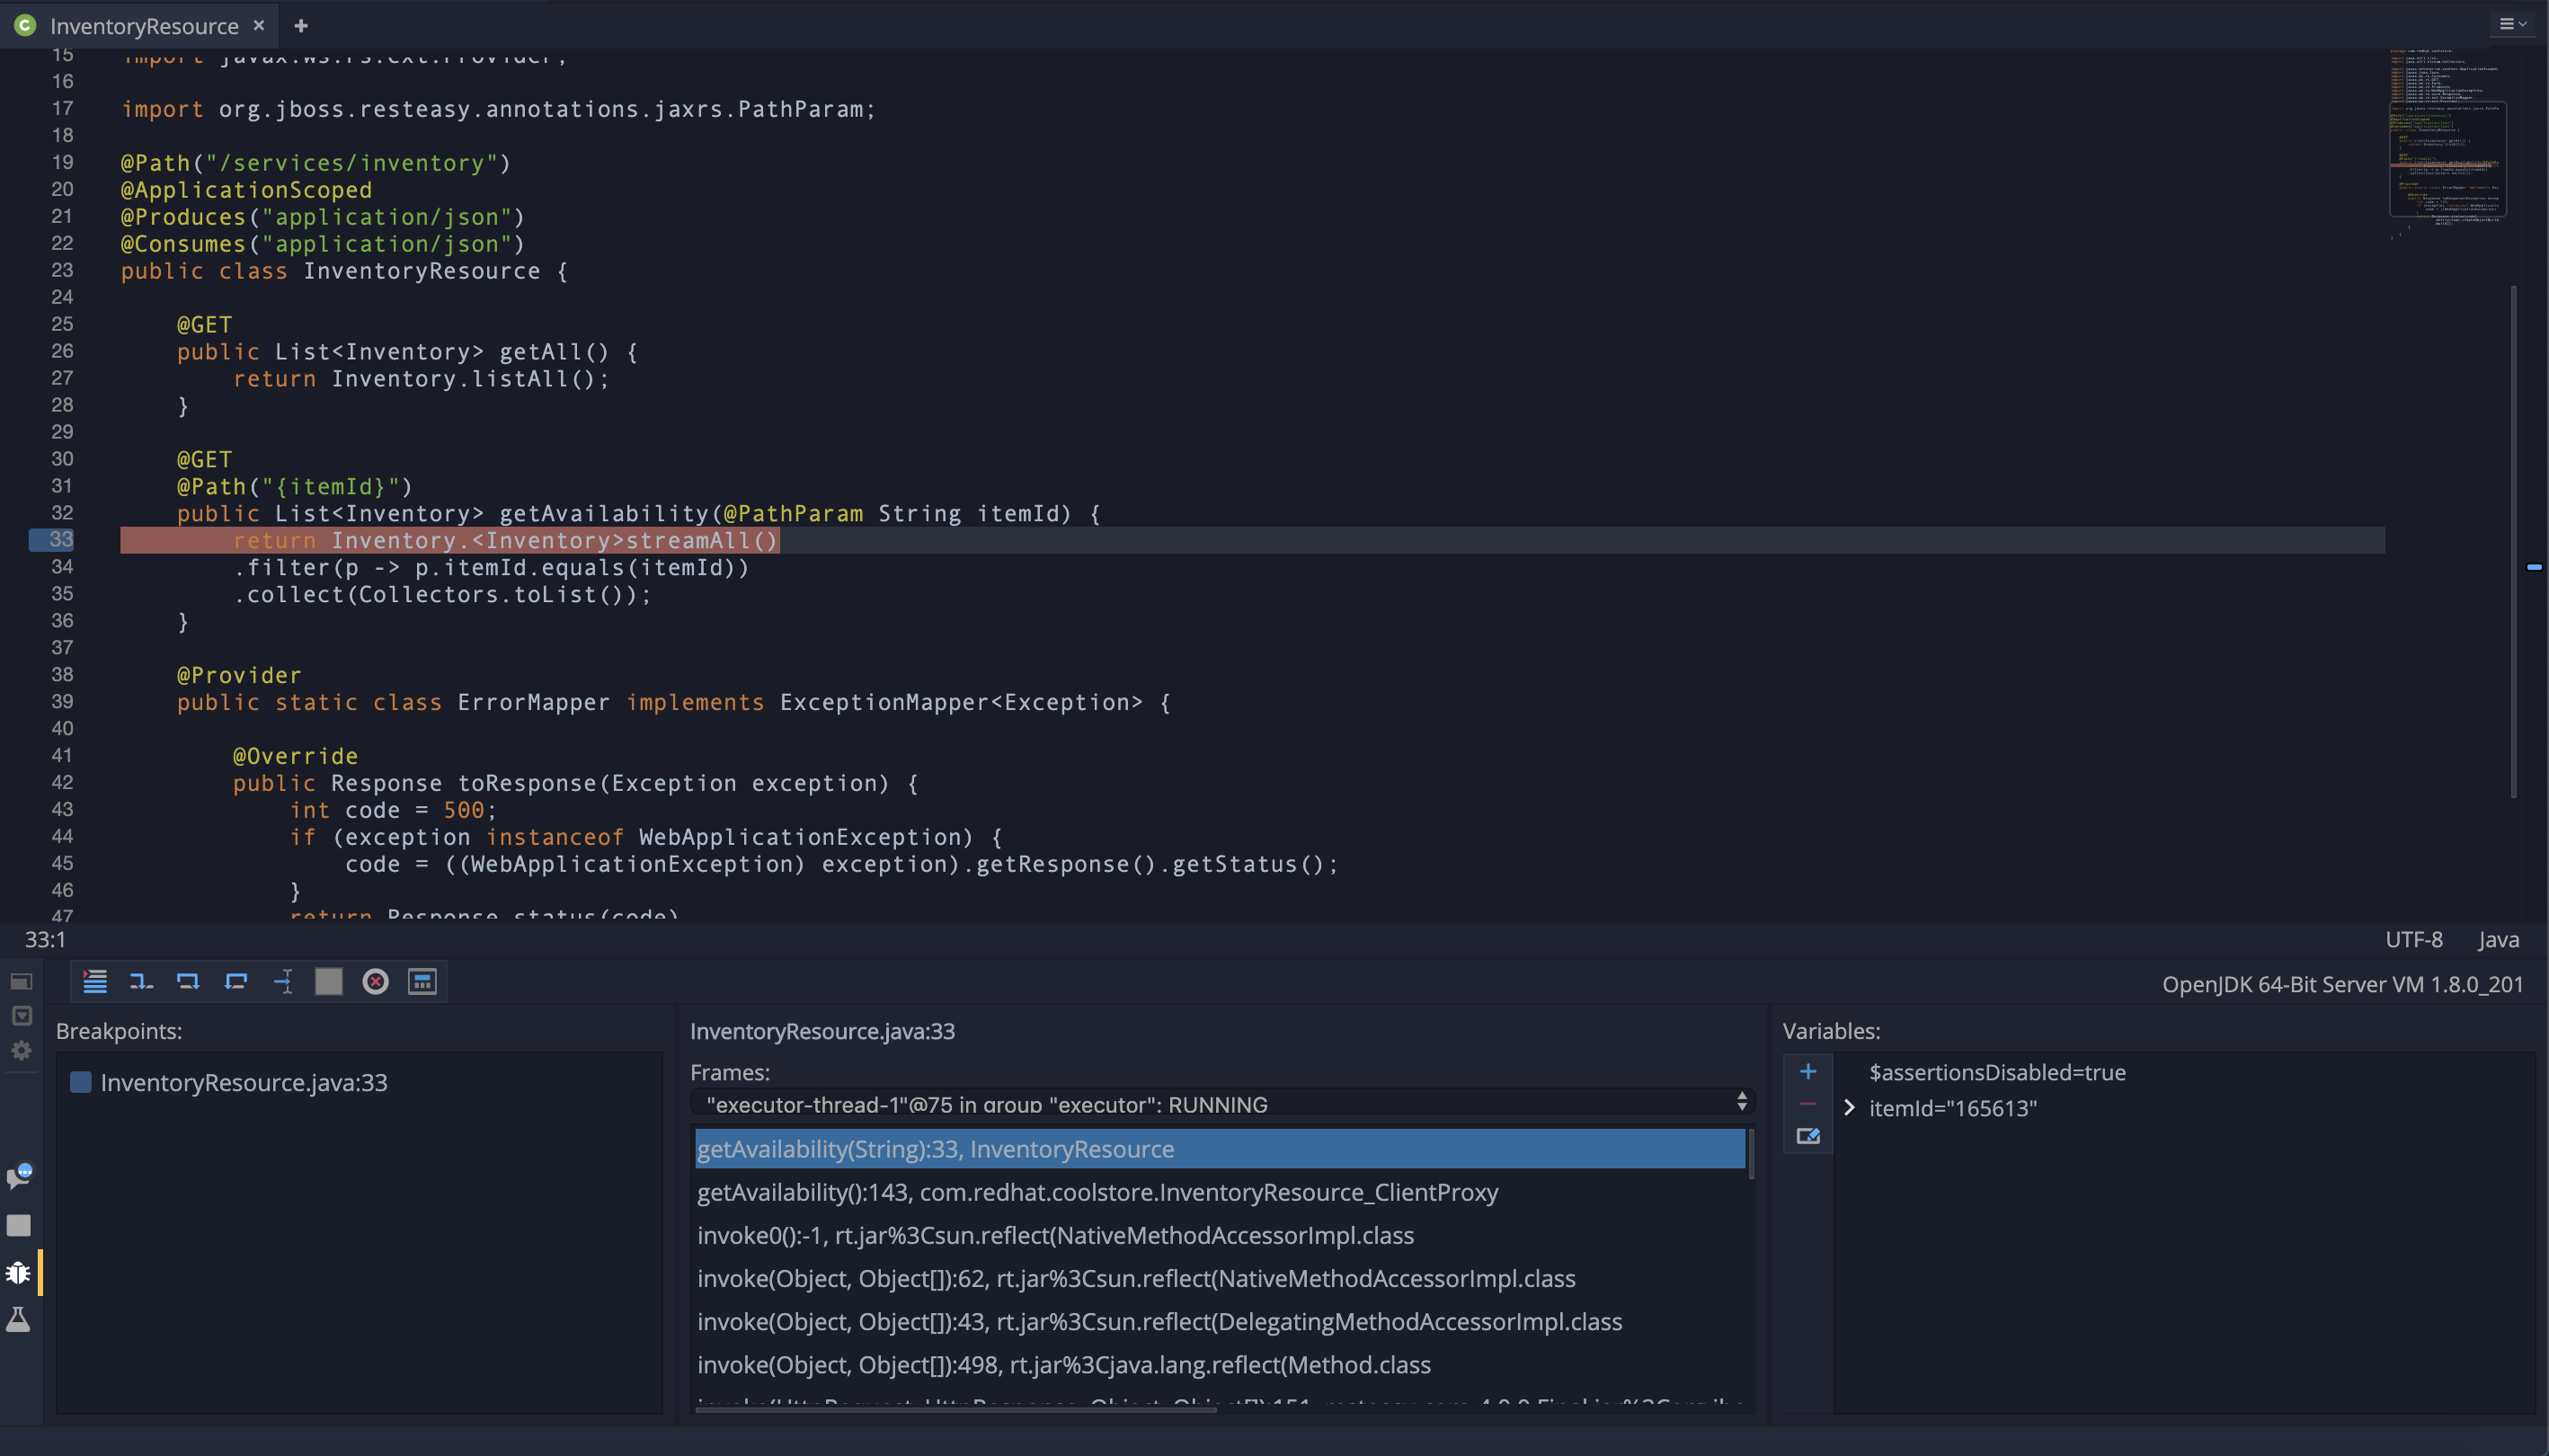 InventoryResource × +
15 import javax.ws.rs.ext.Provider;
16
17 import org.jboss.resteasy.annotations.jaxrs.PathParam;
18
19 @Path("/services/inventory")
20 @ApplicationScoped
21 @Produces("application/json")
22 @Consumes("application/json")
23 public class InventoryResource {
24
25 @GET
26 public List<Inventory> getAll() {
27 return Inventory.listAll();
28 }
29
30 @GET
31 @Path("{itemId}")
32 public List<Inventory> getAvailability(@PathParam String itemId) {
33 return Inventory.<Inventory>streamAll()
34 .filter(p -> p.itemId.equals(itemId))
35 .collect(Collectors.toList());
36 }
37
38 @Provider
39 public static class ErrorMapper implements ExceptionMapper<Exception> {
40
41 @Override
42 public Response toResponse(Exception exception) {
43 int code = 500;
44 if (exception instanceof WebApplicationException) {
45 code = ((WebApplicationException) exception).getResponse().getStatus();
46 }
47 return Response.status(code)
33:1 UTF-8 Java
OpenJDK 64-Bit Server VM 1.8.0_201
Breakpoints:
InventoryResource.java:33
InventoryResource.java:33
Frames:
"executor-thread-1"@75 in group "executor": RUNNING
getAvailability(String):33, InventoryResource
getAvailability():143, com.redhat.coolstore.InventoryResource_ClientProxy
invoke0():-1, rt.jar%3Csun.reflect(NativeMethodAccessorImpl.class
invoke(Object, Object[]):62, rt.jar%3Csun.reflect(NativeMethodAccessorImpl.class
invoke(Object, Object[]):43, rt.jar%3Csun.reflect(DelegatingMethodAccessorImpl.class
invoke(Object, Object[]):498, rt.jar%3Cjava.lang.reflect(Method.class
Variables:
$assertionsDisabled=true
itemId="165613"